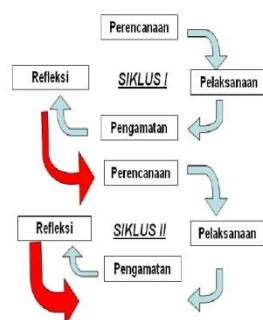 Perencanaan
Refleksi
SIKLUS I
Pelaksanaan
Pengamatan
Perencanaan
Refleksi
SIKLUS II
Pelaksanaan
Pengamatan